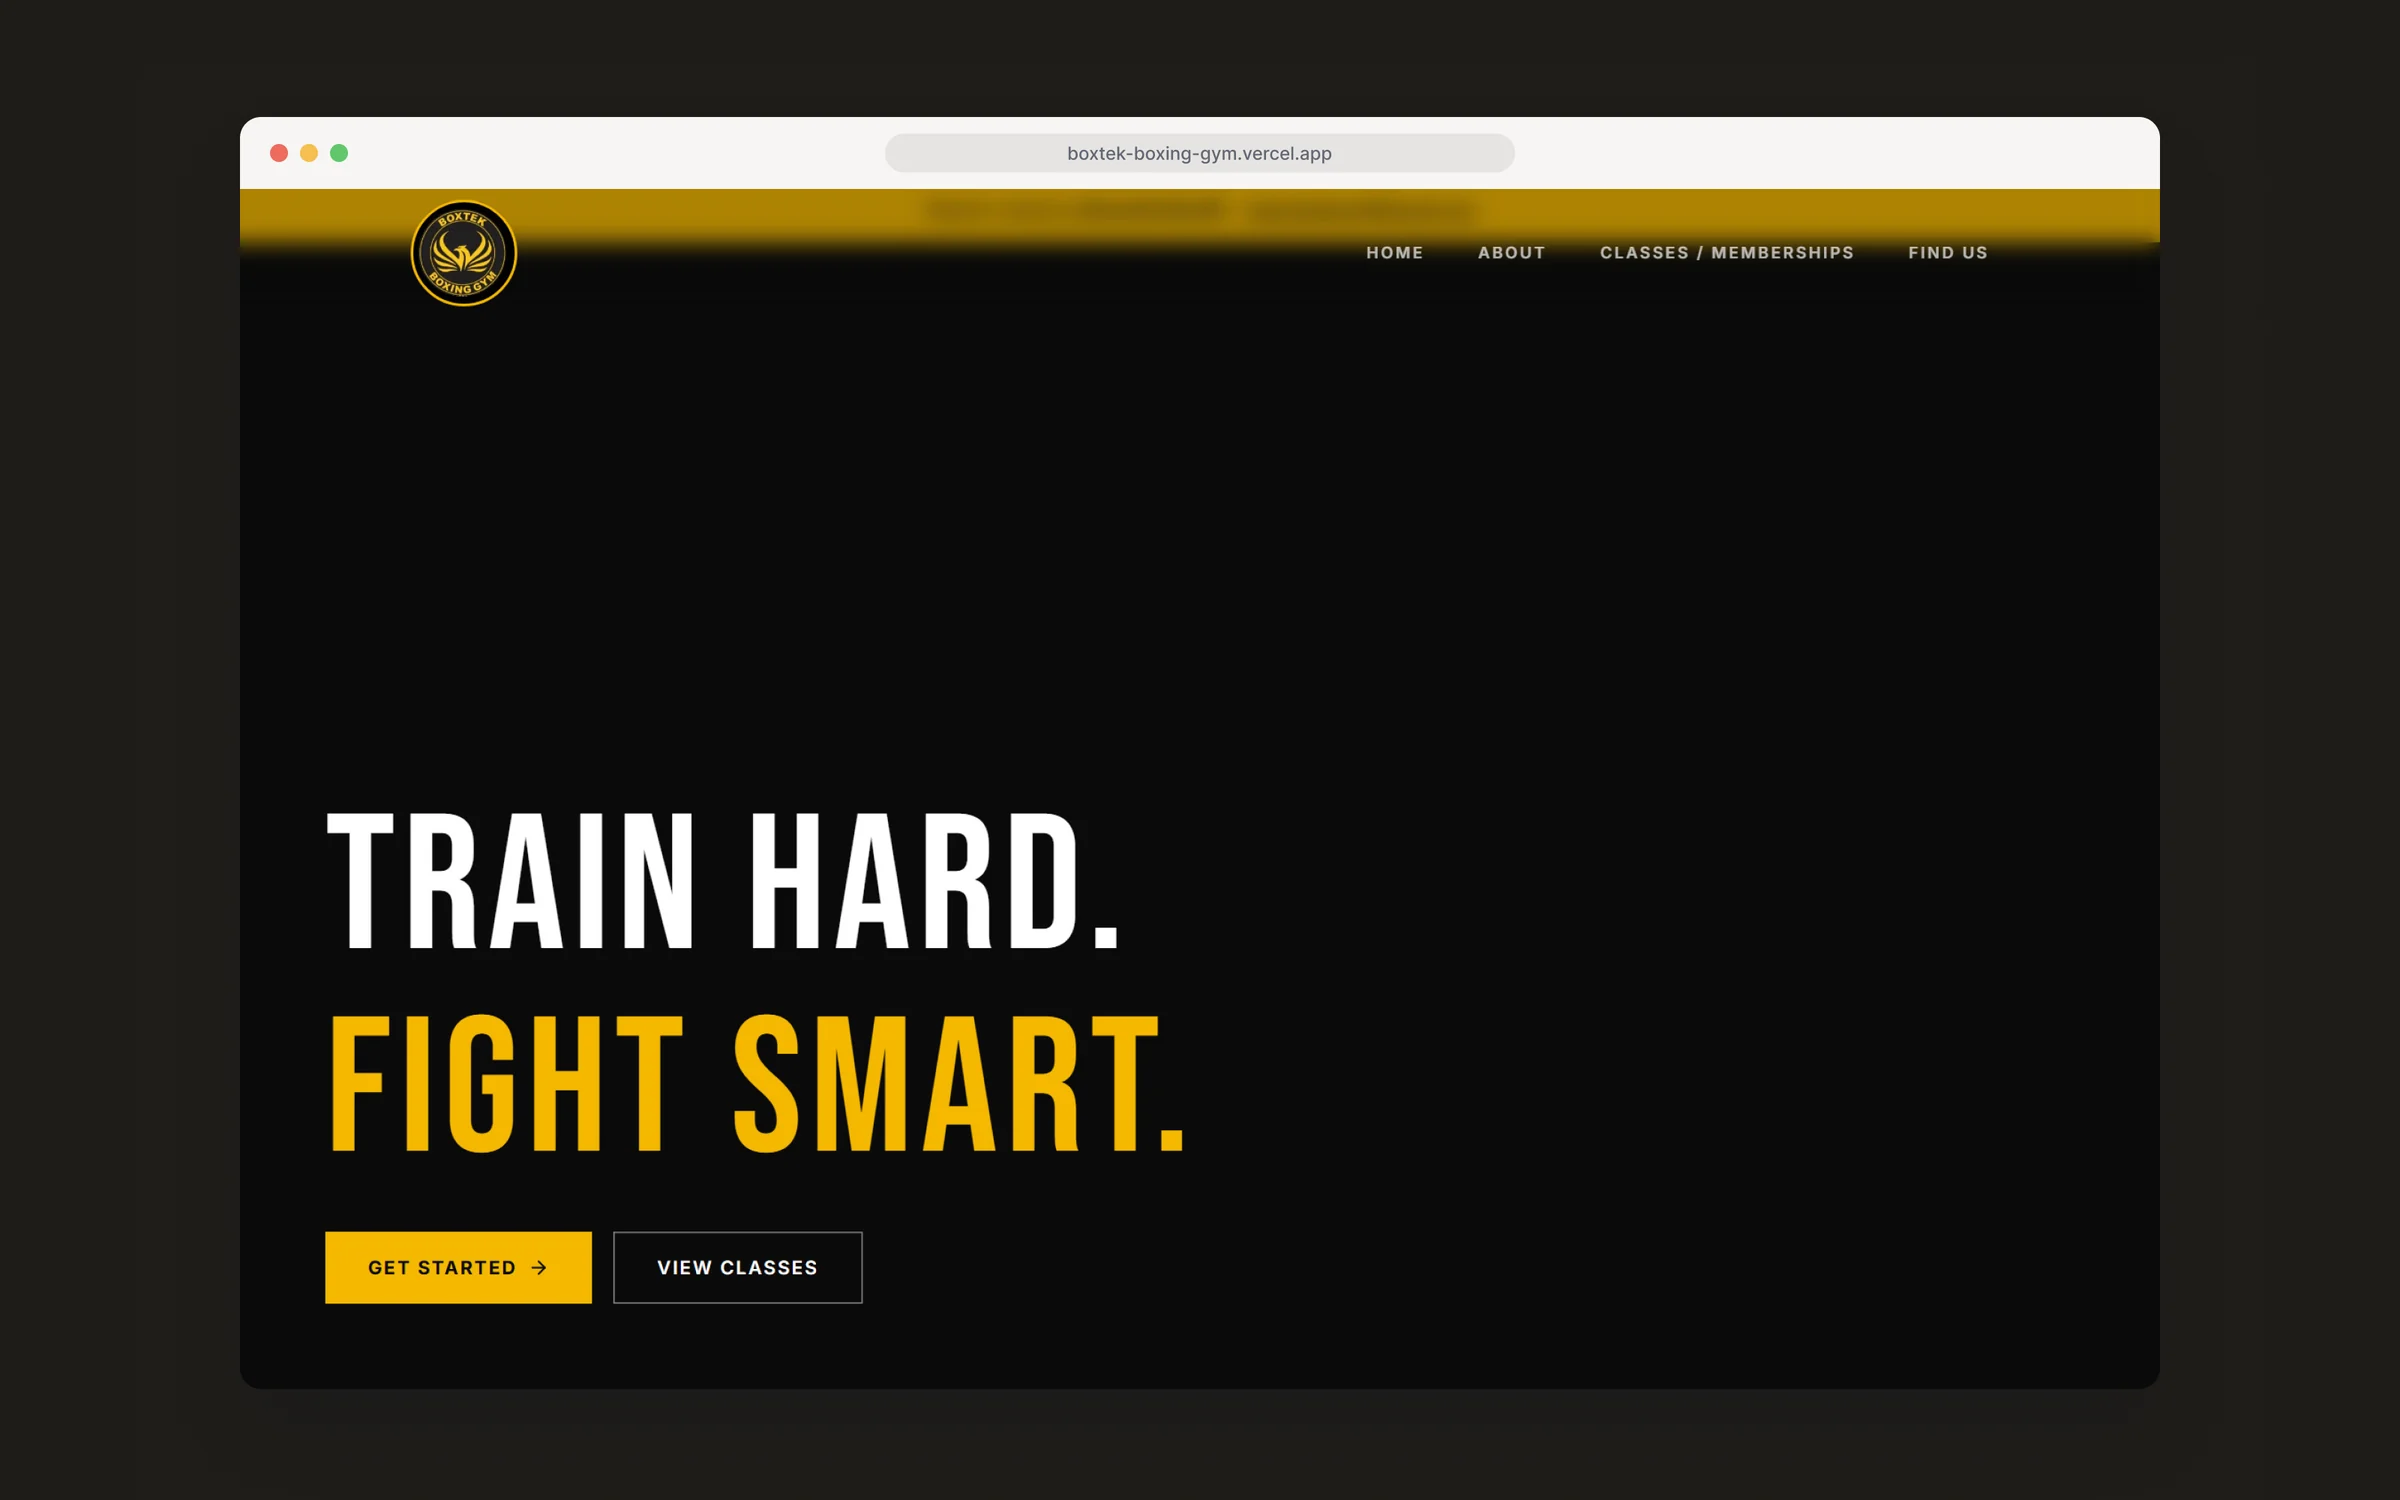 boxtek-boxing-gym.vercel.app
BOXTEK
BOXING GYM
HOME ABOUT CLASSES / MEMBERSHIPS FIND US
TRAIN HARD.
FIGHT SMART.
GET STARTED → VIEW CLASSES